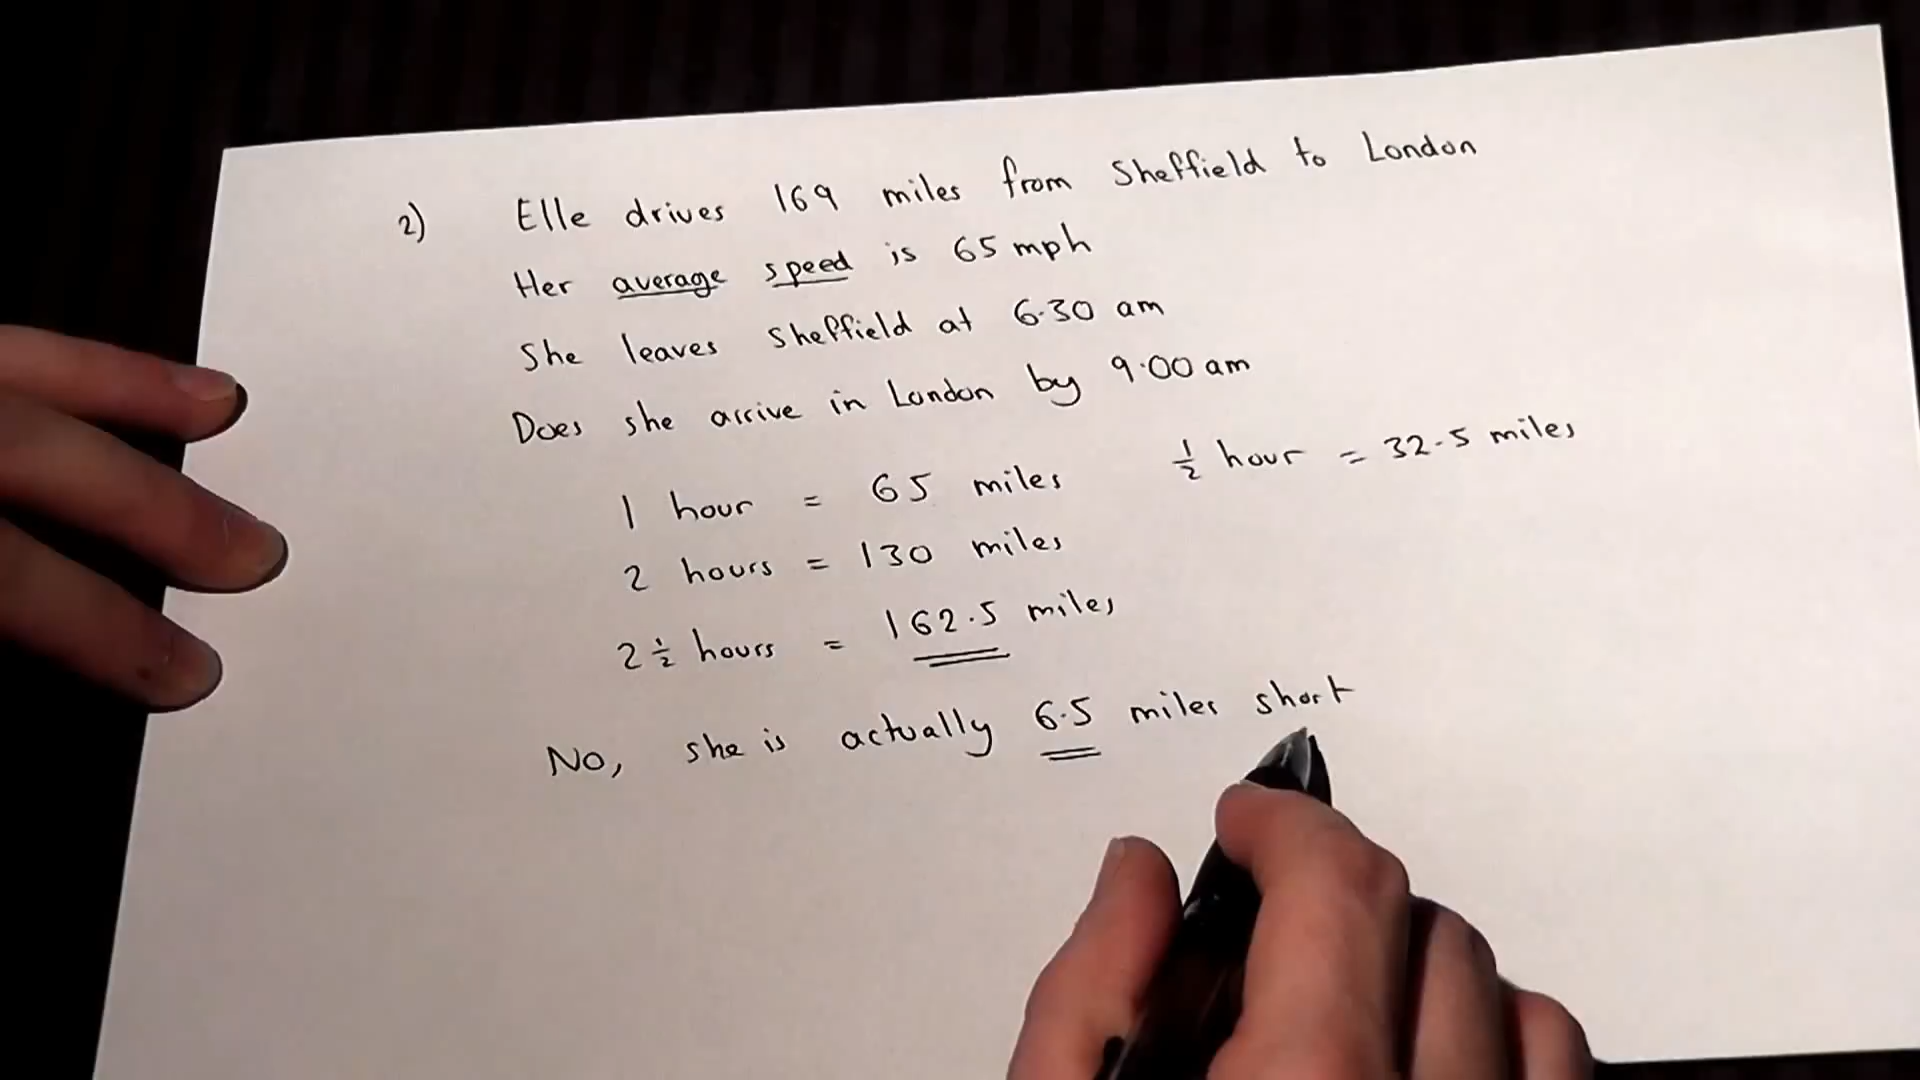 2) Elle drives 169 miles from Sheffield to London
Her average speed is 65 mph
She leaves Sheffield at 6.30 am
Does she arrive in London by 9.00 am
1 hour = 65 miles ½ hour = 32.5 miles
2 hours = 130 miles
2 ½ hours = 162.5 miles
No, she is actually 6.5 miles short